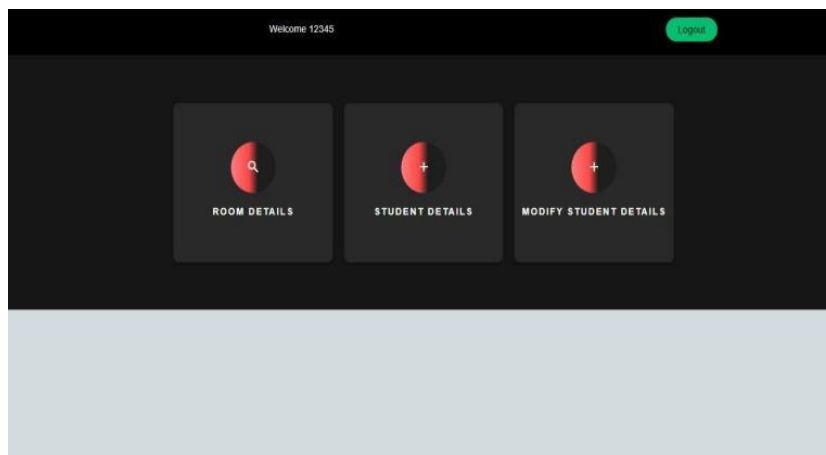 Welcome 12345
Logout
ROOM DETAILS
STUDENT DETAILS
MODIFY STUDENT DETAILS